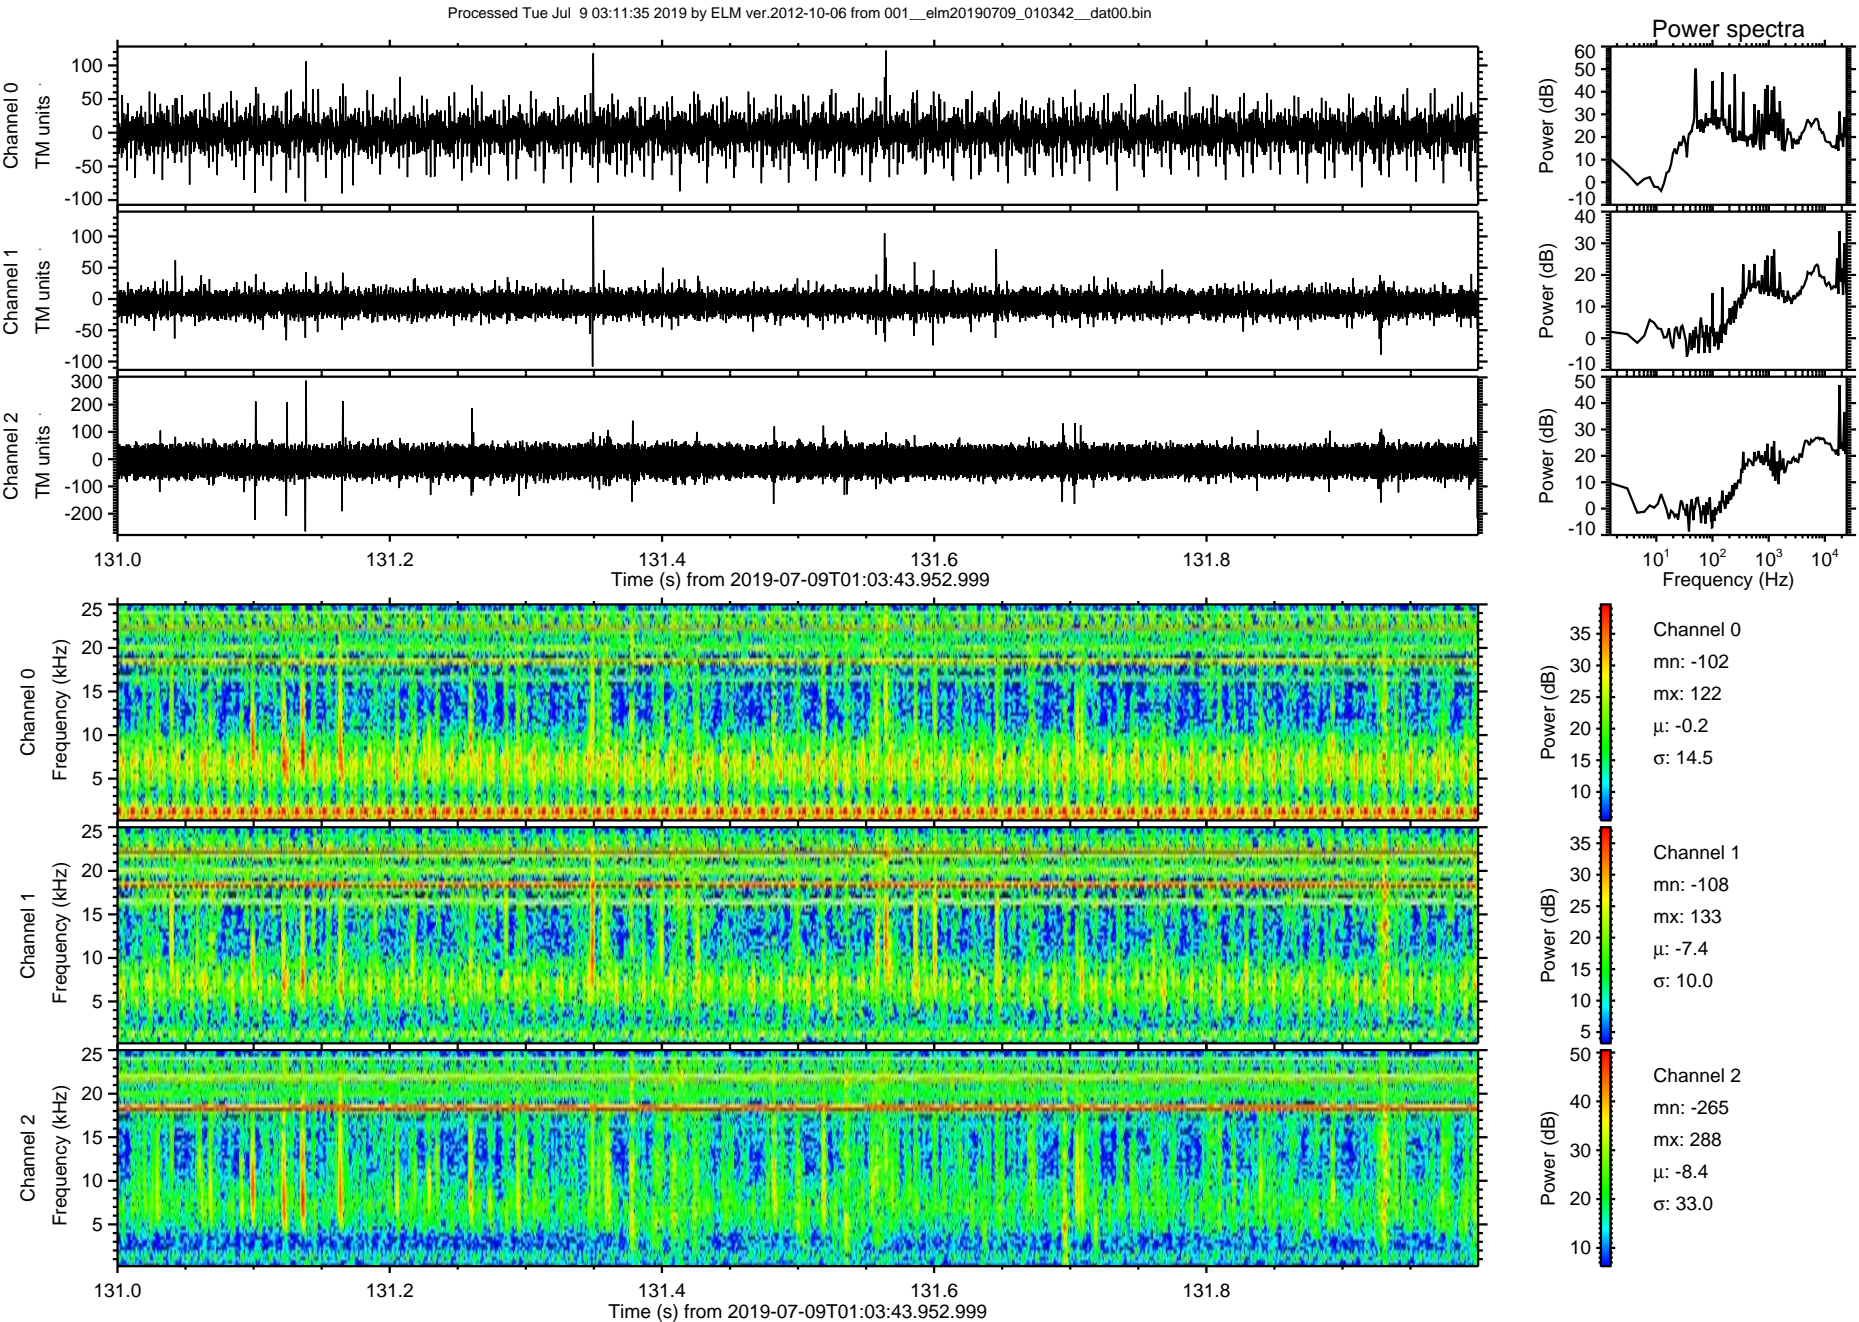 Processed Tue Jul  9 03:11:35 2019 by ELM ver.2012-10-06 from 001__elm20190709_010342__dat00.bin
Power spectra
Channel 0
TM units
100
50
0
-50
-100
Power (dB)
60
50
40
30
20
10
0
-10
Channel 1
TM units
100
50
0
-50
-100
Power (dB)
40
30
20
10
0
-10
Channel 2
TM units
300
200
100
0
-100
-200
Power (dB)
50
40
30
20
10
0
-10
131.0 131.2 131.4 131.6 131.8
Time (s) from 2019-07-09T01:03:43.952.999
10¹ 10² 10³ 10⁴
Frequency (Hz)
Channel 0
Frequency (kHz)
25
20
15
10
5
Power (dB)
35
30
25
20
15
10
Channel 0
mn: -102
mx: 122
μ: -0.2
σ: 14.5
Channel 1
Frequency (kHz)
25
20
15
10
5
Power (dB)
35
30
25
20
15
10
5
Channel 1
mn: -108
mx: 133
μ: -7.4
σ: 10.0
Channel 2
Frequency (kHz)
25
20
15
10
5
Power (dB)
50
40
30
20
10
Channel 2
mn: -265
mx: 288
μ: -8.4
σ: 33.0
131.0 131.2 131.4 131.6 131.8
Time (s) from 2019-07-09T01:03:43.952.999